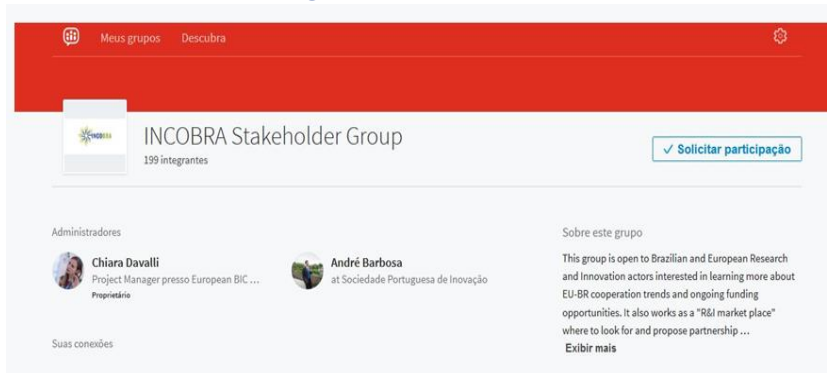 Meus grupos Descubra
INCOBRA
INCOBRA Stakeholder Group
199 integrantes
✓ Solicitar participação
Administradores
Chiara Davalli
Project Manager presso European BIC ...
Proprietário
André Barbosa
at Sociedade Portuguesa de Inovação
Suas conexões
Sobre este grupo
This group is open to Brazilian and European Research
and Innovation actors interested in learning more about
EU-BR cooperation trends and ongoing funding
opportunities. It also works as a "R&I market place"
where to look for and propose partnership ...
Exibir mais